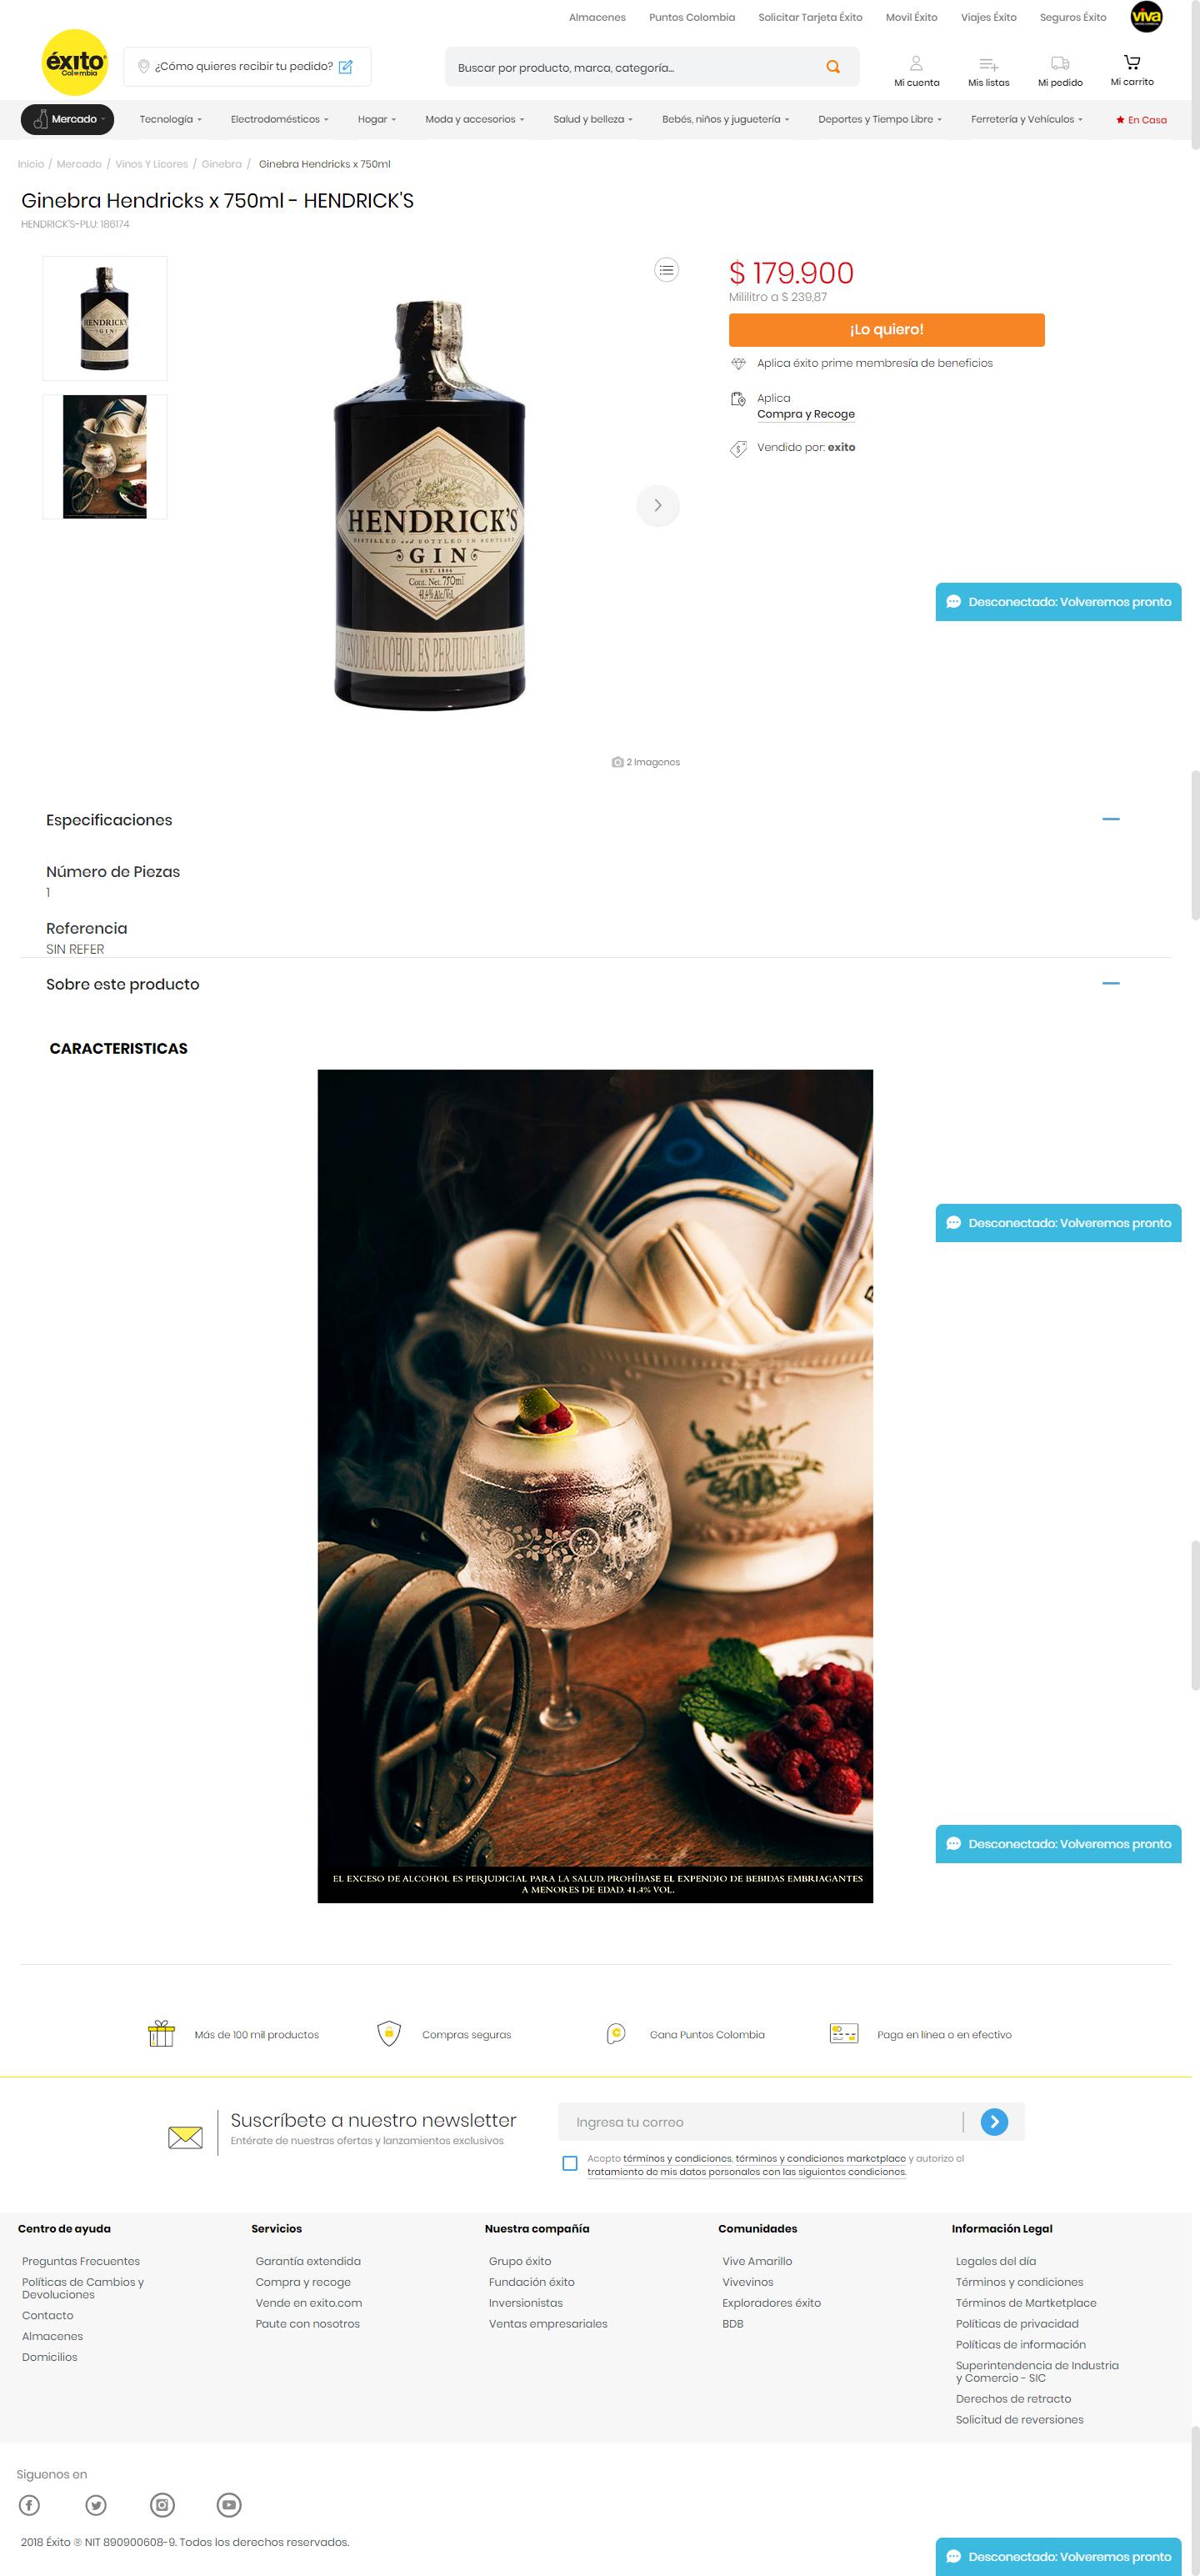 Almacenes Puntos Colombia Solicitar Tarjeta Éxito Movil Éxito Viajes Éxito Seguros Éxito viva
éxito
Colombia
¿Cómo quieres recibir tu pedido?
Buscar por producto, marca, categoría...
Mi cuenta Mis listas Mi pedido Mi carrito
Mercado Tecnología Electrodomésticos Hogar Moda y accesorios Salud y belleza Bebés, niños y juguetería Deportes y Tiempo Libre Ferretería y Vehículos En Casa
Inicio / Mercado / Vinos Y Licores / Ginebra / Ginebra Hendricks x 750ml
Ginebra Hendricks x 750ml - HENDRICK'S
HENDRICK'S-PLU: 186174
HENDRICK'S
GIN
HENDRICK'S
DISTILLED and BOTTLED IN SCOTLAND
GIN
EST. 1886
Cont. Net. 750ml
41,4% Alc/Vol.
EXCESO DE ALCOHOL ES PERJUDICIAL PARA LA
2 Imagenes
$ 179.900
Mililitro a $ 239,87
¡Lo quiero!
Aplica éxito prime membresía de beneficios
Aplica
Compra y Recoge
Vendido por: exito
Desconectado: Volveremos pronto
Especificaciones
Número de Piezas
1
Referencia
SIN REFER
Sobre este producto
CARACTERISTICAS
Desconectado: Volveremos pronto
Desconectado: Volveremos pronto
EL EXCESO DE ALCOHOL ES PERJUDICIAL PARA LA SALUD. PROHÍBASE EL EXPENDIO DE BEBIDAS EMBRIAGANTES
A MENORES DE EDAD. 41.4% VOL.
Más de 100 mil productos Compras seguras Gana Puntos Colombia Paga en línea o en efectivo
Suscríbete a nuestro newsletter
Entérate de nuestras ofertas y lanzamientos exclusivos
Ingresa tu correo
Acepto términos y condiciones, términos y condiciones marketplace y autorizo el
tratamiento de mis datos personales con las siguientes condiciones.
Centro de ayuda
Preguntas Frecuentes
Políticas de Cambios y
Devoluciones
Contacto
Almacenes
Domicilios
Servicios
Garantía extendida
Compra y recoge
Vende en exito.com
Paute con nosotros
Nuestra compañía
Grupo éxito
Fundación éxito
Inversionistas
Ventas empresariales
Comunidades
Vive Amarillo
Vivevinos
Exploradores éxito
BDB
Información Legal
Legales del día
Términos y condiciones
Términos de Martketplace
Políticas de privacidad
Políticas de información
Superintendencia de Industria
y Comercio - SIC
Derechos de retracto
Solicitud de reversiones
Siguenos en
2018 Éxito ® NIT 890900608-9. Todos los derechos reservados.
Desconectado: Volveremos pronto